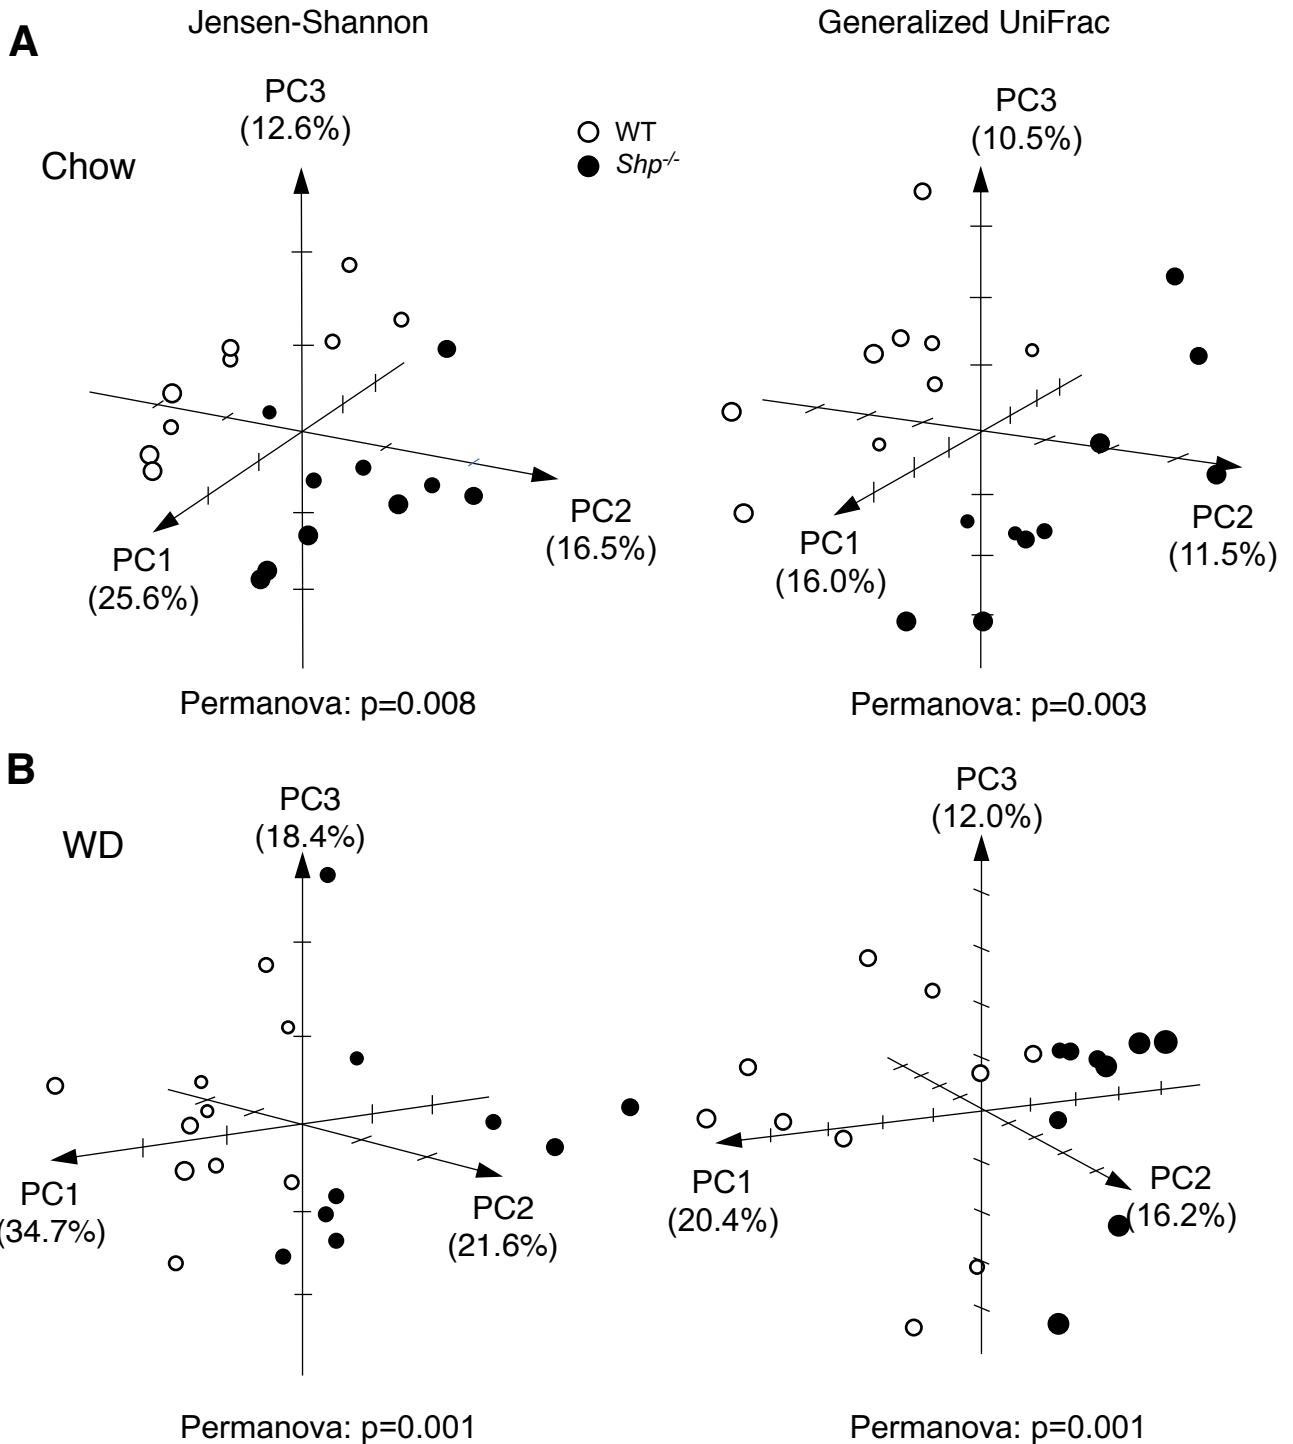 A
Jensen-Shannon
Generalized UniFrac
Chow
PC3
(12.6%)
WT
Shp-/-
PC3
(10.5%)
PC1
(25.6%)
PC2
(16.5%)
PC1
(16.0%)
PC2
(11.5%)
Permanova: p=0.008
Permanova: p=0.003
B
WD
PC3
(18.4%)
PC3
(12.0%)
PC1
(34.7%)
PC2
(21.6%)
PC1
(20.4%)
PC2
(16.2%)
Permanova: p=0.001
Permanova: p=0.001